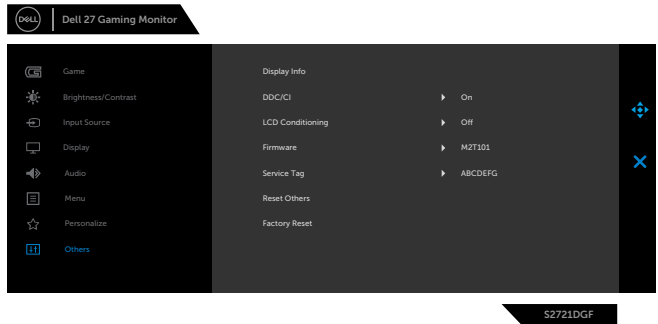 DELL Dell 27 Gaming Monitor
Game Display Info
Brightness/Contrast DDC/CI On
Input Source LCD Conditioning Off
Display Firmware M2T101
Audio Service Tag ABCDEFG
Menu Reset Others
Personalize Factory Reset
Others
S2721DGF